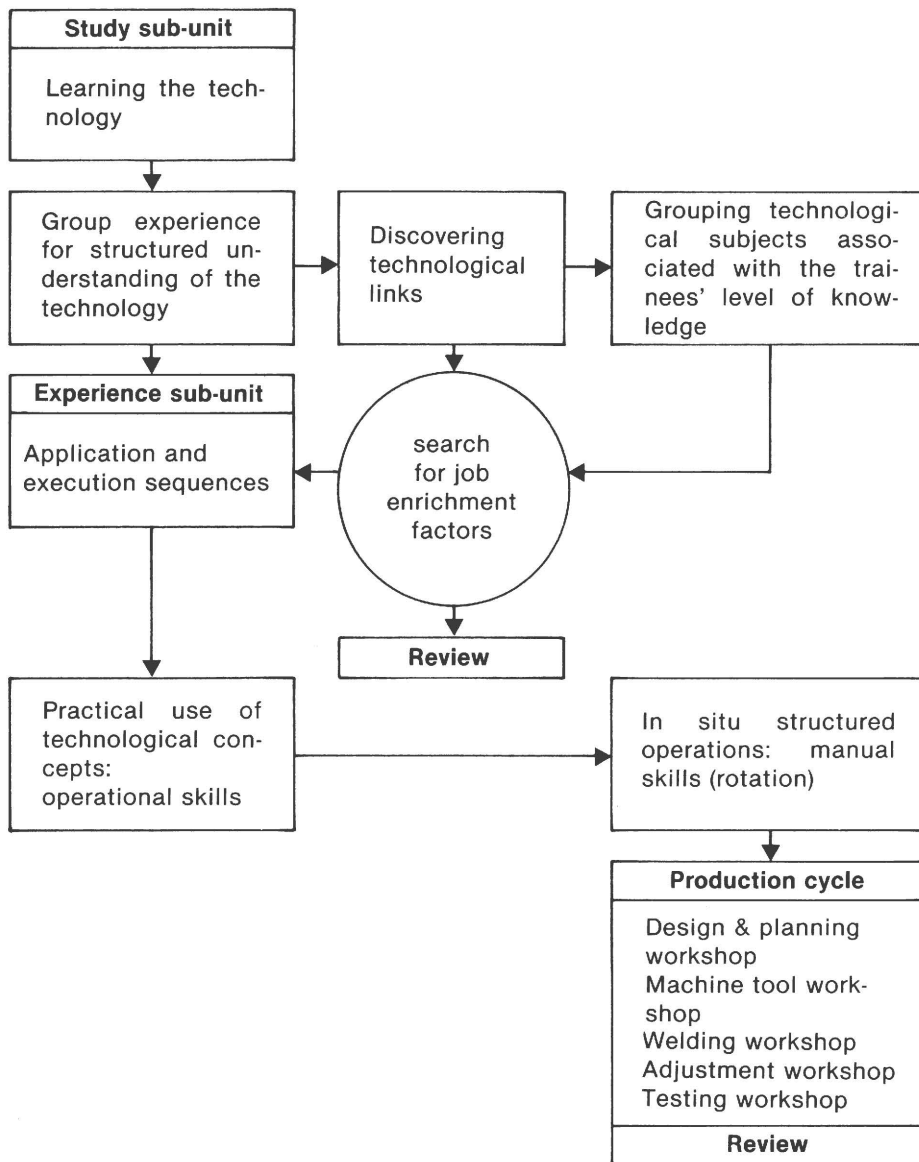 Study sub-unit
Learning the tech-
nology
Group experience
for structured un-
derstanding of the
technology
Discovering
technological
links
Grouping technologi-
cal subjects asso-
ciated with the trai-
nees' level of know-
ledge
Experience sub-unit
Application and
execution sequences
search
for job
enrichment
factors
Review
Practical use of
technological con-
cepts:
operational skills
In situ structured
operations: manual
skills (rotation)
Production cycle
Design & planning
workshop
Machine tool work-
shop
Welding workshop
Adjustment workshop
Testing workshop
Review